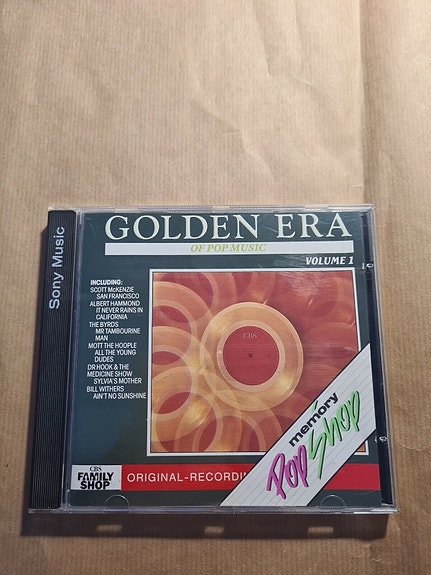 Sony Music
GOLDEN ERA
OF POP MUSIC
VOLUME 1
INCLUDING:
SCOTT McKENZIE
SAN FRANCISCO
ALBERT HAMMOND
IT NEVER RAINS IN
CALIFORNIA
THE BYRDS
MR TAMBOURINE
MAN
MOTT THE HOOPLE
ALL THE YOUNG
DUDES
DR HOOK & THE
MEDICINE SHOW
SYLVIA'S MOTHER
BILL WITHERS
AIN'T NO SUNSHINE
CBS
memory
PopShop
CBS
FAMILY
SHOP
ORIGINAL-RECORDIN